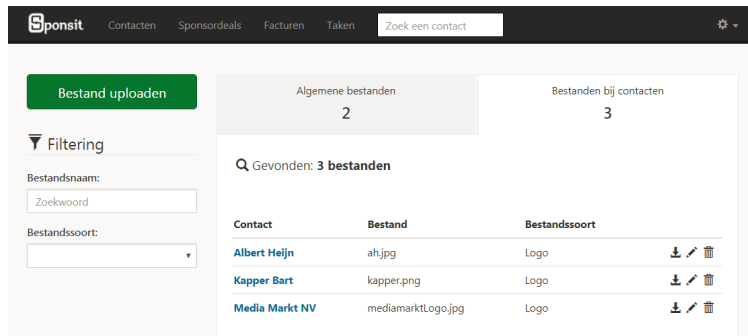 Sponsit Contacten Sponsordeals Facturen Taken Zoek een contact
Bestand uploaden
Filtering
Bestandsnaam:
Zoekwoord
Bestandssoort:
Algemene bestanden
2
Bestanden bij contacten
3
Gevonden: 3 bestanden
Contact Bestand Bestandssoort
Albert Heijn ah.jpg Logo
Kapper Bart kapper.png Logo
Media Markt NV mediamarktLogo.jpg Logo